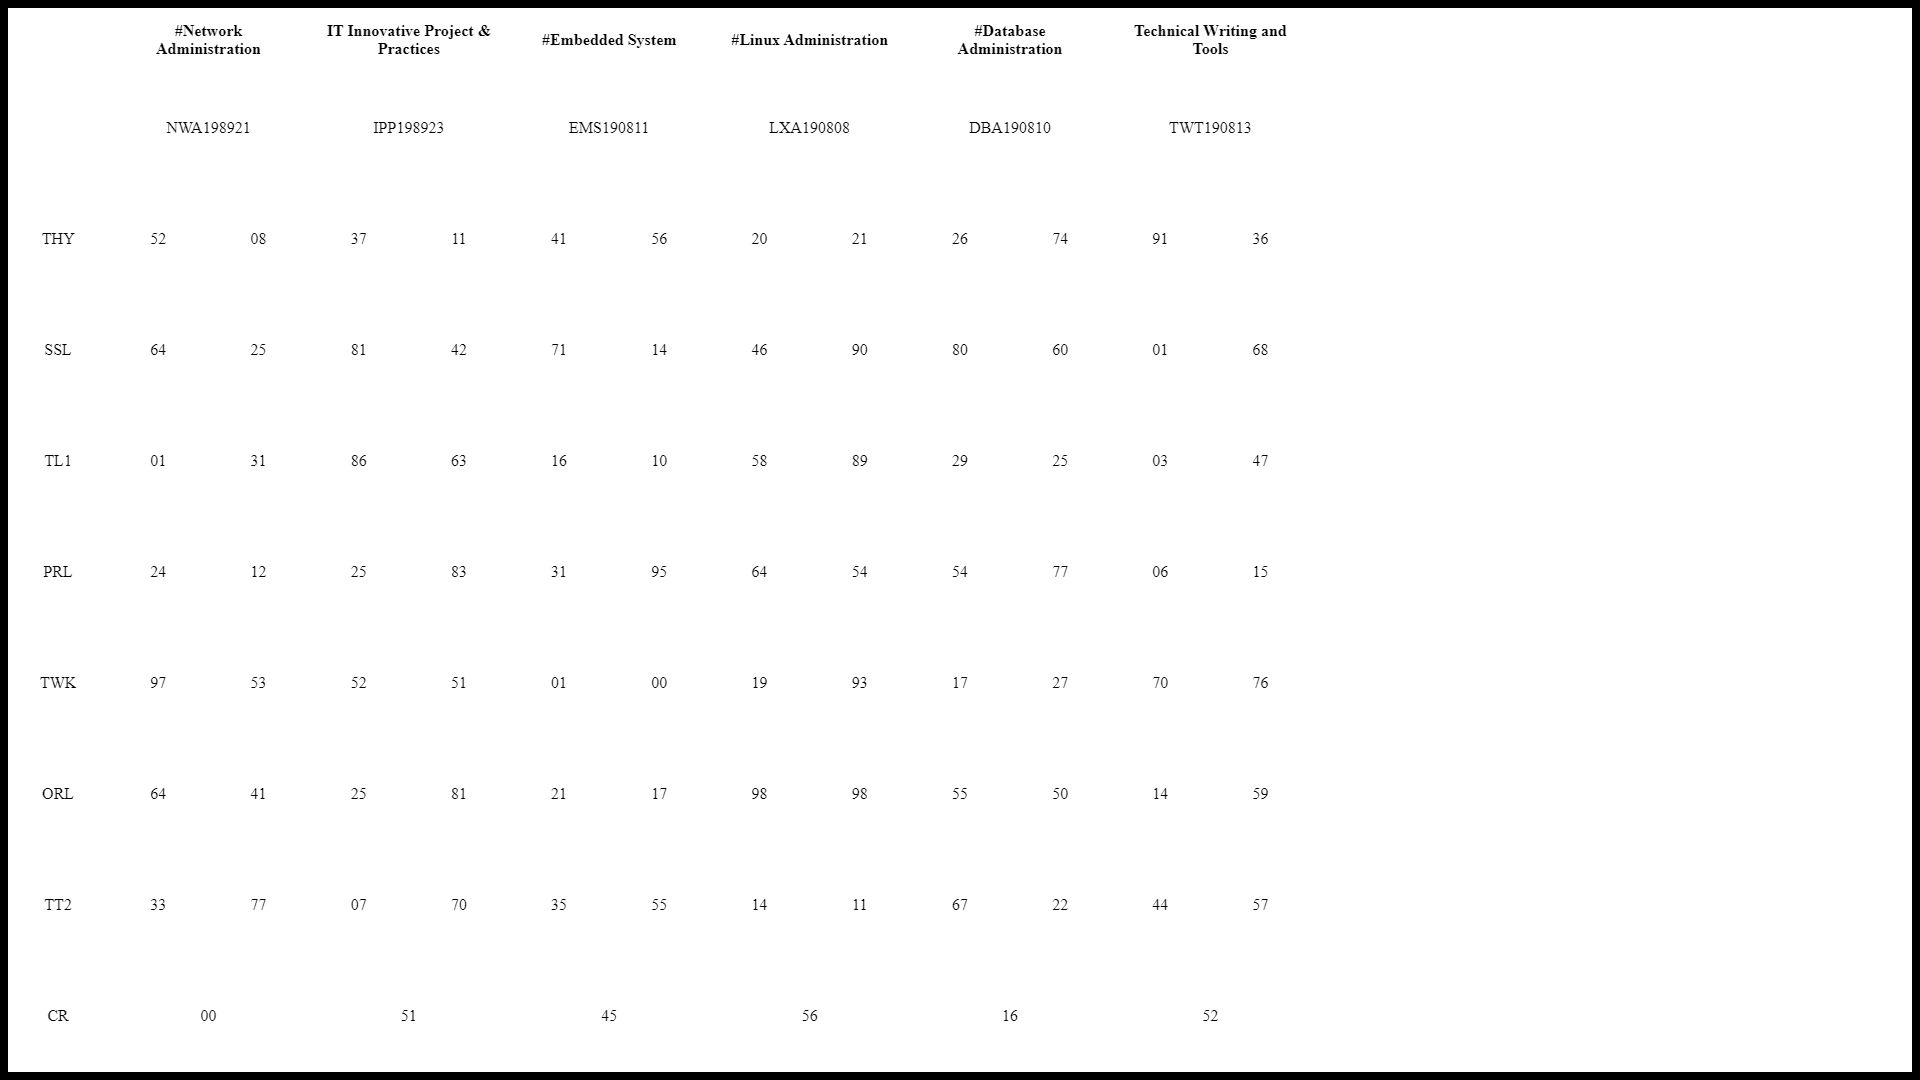 #Network Administration IT Innovative Project & Practices #Embedded System #Linux Administration #Database Administration Technical Writing and Tools
NWA198921 IPP198923 EMS190811 LXA190808 DBA190810 TWT190813
THY 52 08 37 11 41 56 20 21 26 74 91 36
SSL 64 25 81 42 71 14 46 90 80 60 01 68
TL1 01 31 86 63 16 10 58 89 29 25 03 47
PRL 24 12 25 83 31 95 64 54 54 77 06 15
TWK 97 53 52 51 01 00 19 93 17 27 70 76
ORL 64 41 25 81 21 17 98 98 55 50 14 59
TT2 33 77 07 70 35 55 14 11 67 22 44 57
CR 00 51 45 56 16 52